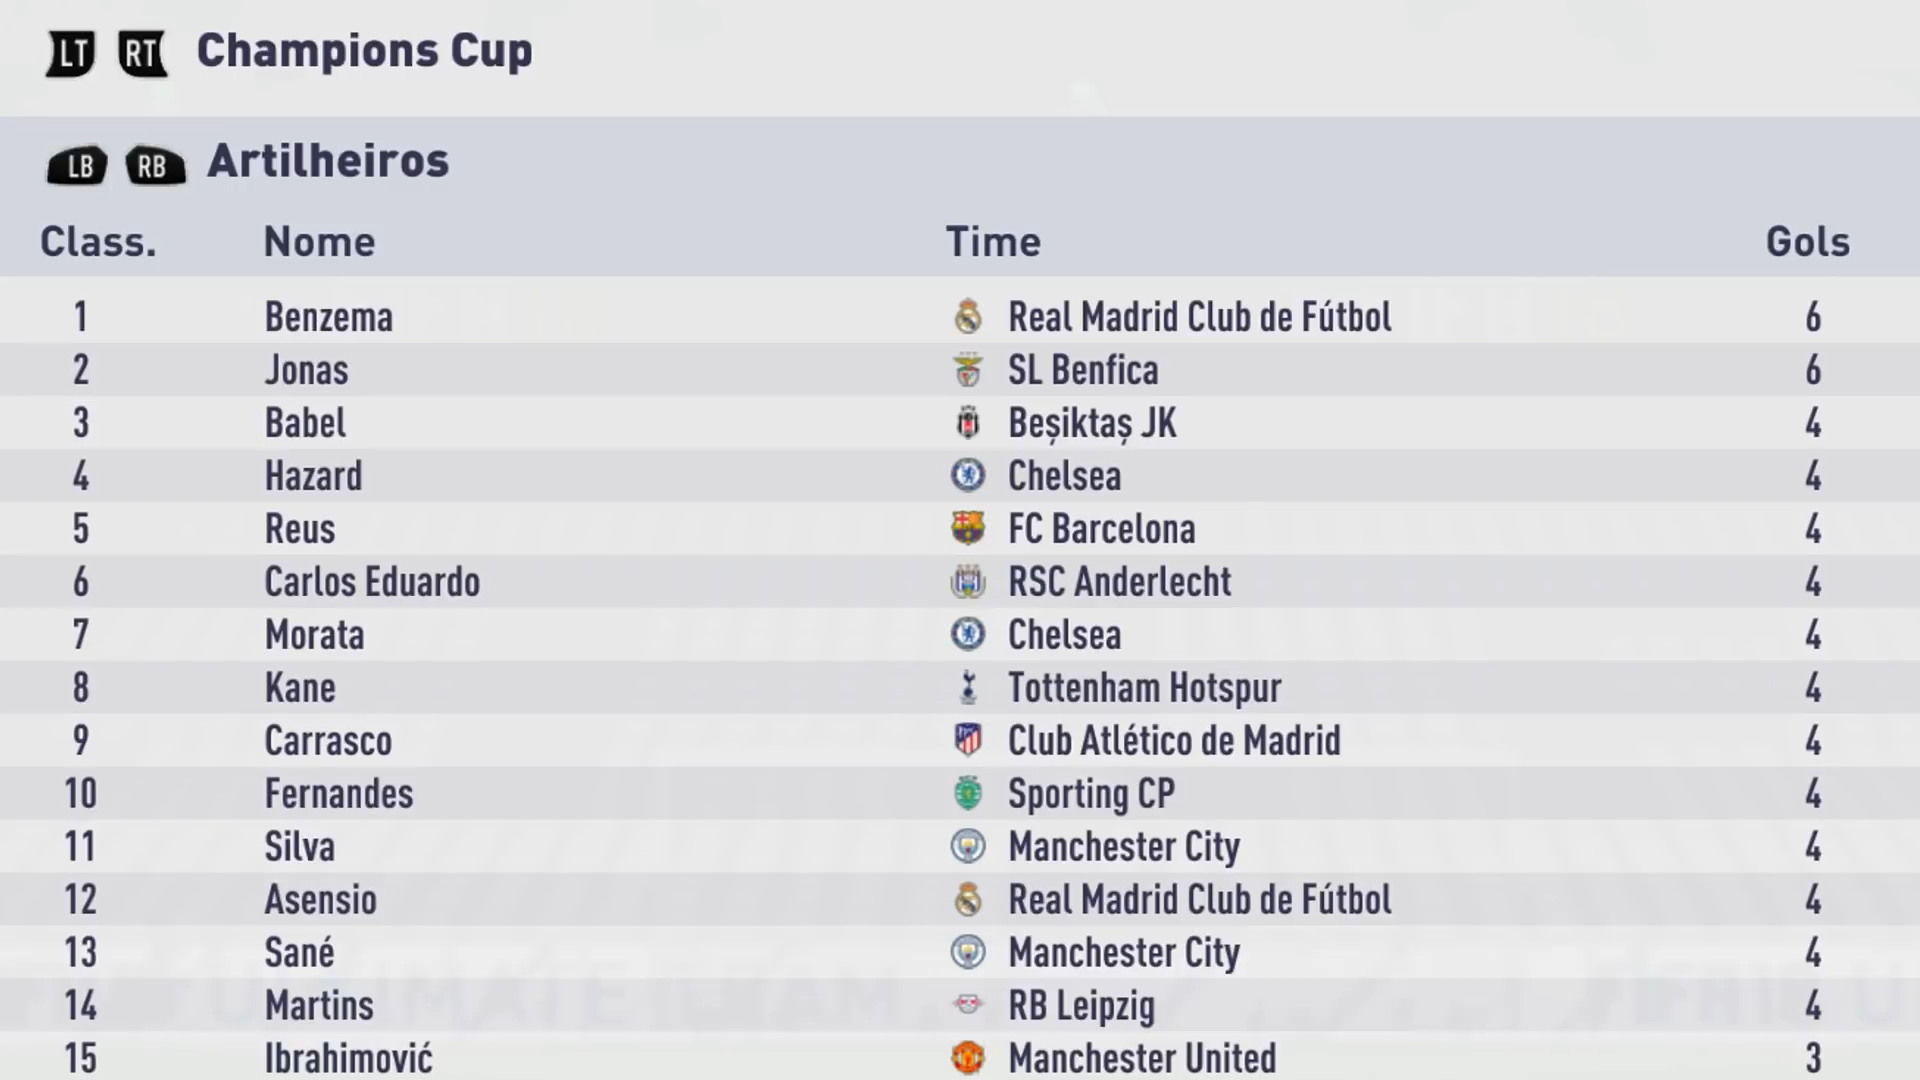 LT RT Champions Cup
LB RB Artilheiros
Class. Nome Time Gols
1 Benzema Real Madrid Club de Fútbol 6
2 Jonas SL Benfica 6
3 Babel Beşiktaş JK 4
4 Hazard Chelsea 4
5 Reus FC Barcelona 4
6 Carlos Eduardo RSC Anderlecht 4
7 Morata Chelsea 4
8 Kane Tottenham Hotspur 4
9 Carrasco Club Atlético de Madrid 4
10 Fernandes Sporting CP 4
11 Silva Manchester City 4
12 Asensio Real Madrid Club de Fútbol 4
13 Sané Manchester City 4
14 Martins RB Leipzig 4
15 Ibrahimović Manchester United 3